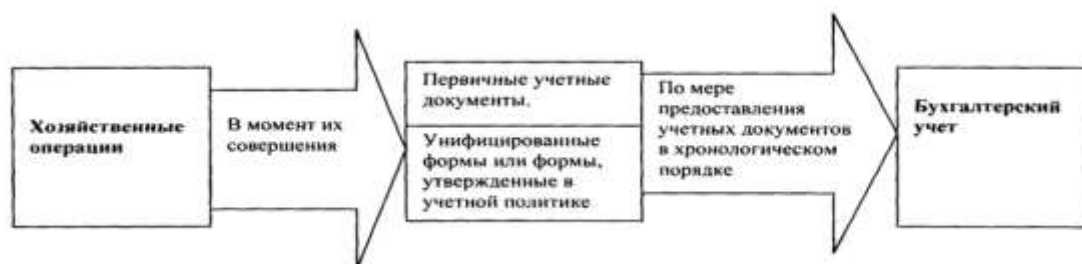 Хозяйственные
операции
В момент их
совершения
Первичные учетные
документы.
Унифицированные
формы или формы,
утвержденные в
учетной политике
По мере
предоставления
учетных документов
в хронологическом
порядке
Бухгалтерский
учет